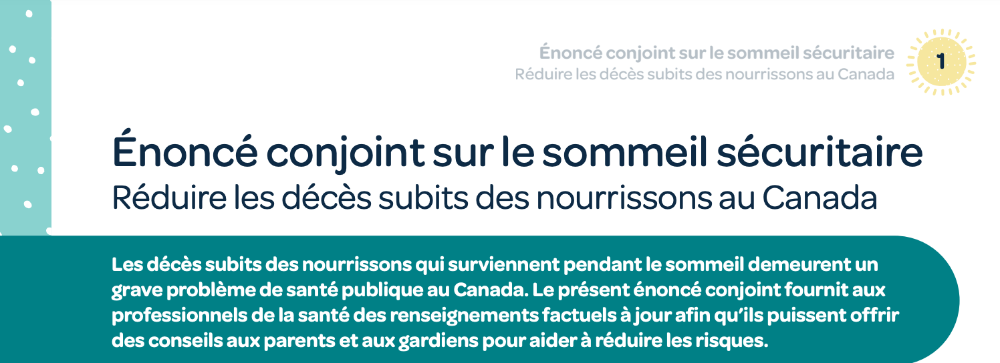 Énoncé conjoint sur le sommeil sécuritaire
Réduire les décès subits des nourrissons au Canada
1
Énoncé conjoint sur le sommeil sécuritaire
Réduire les décès subits des nourrissons au Canada
Les décès subits des nourrissons qui surviennent pendant le sommeil demeurent un
grave problème de santé publique au Canada. Le présent énoncé conjoint fournit aux
professionnels de la santé des renseignements factuels à jour afin qu’ils puissent offrir
des conseils aux parents et aux gardiens pour aider à réduire les risques.